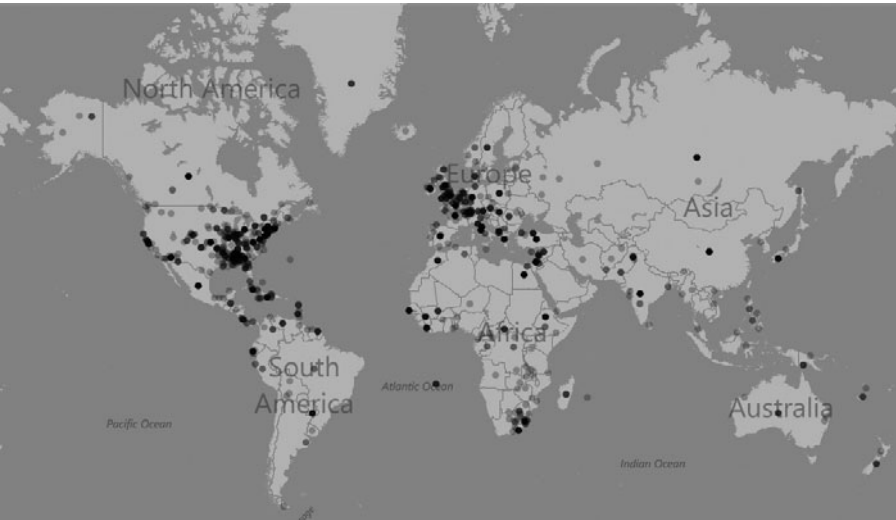 North America
Europe
Asia
Africa
South
America
Atlantic Ocean
Australia
Pacific Ocean
Indian Ocean